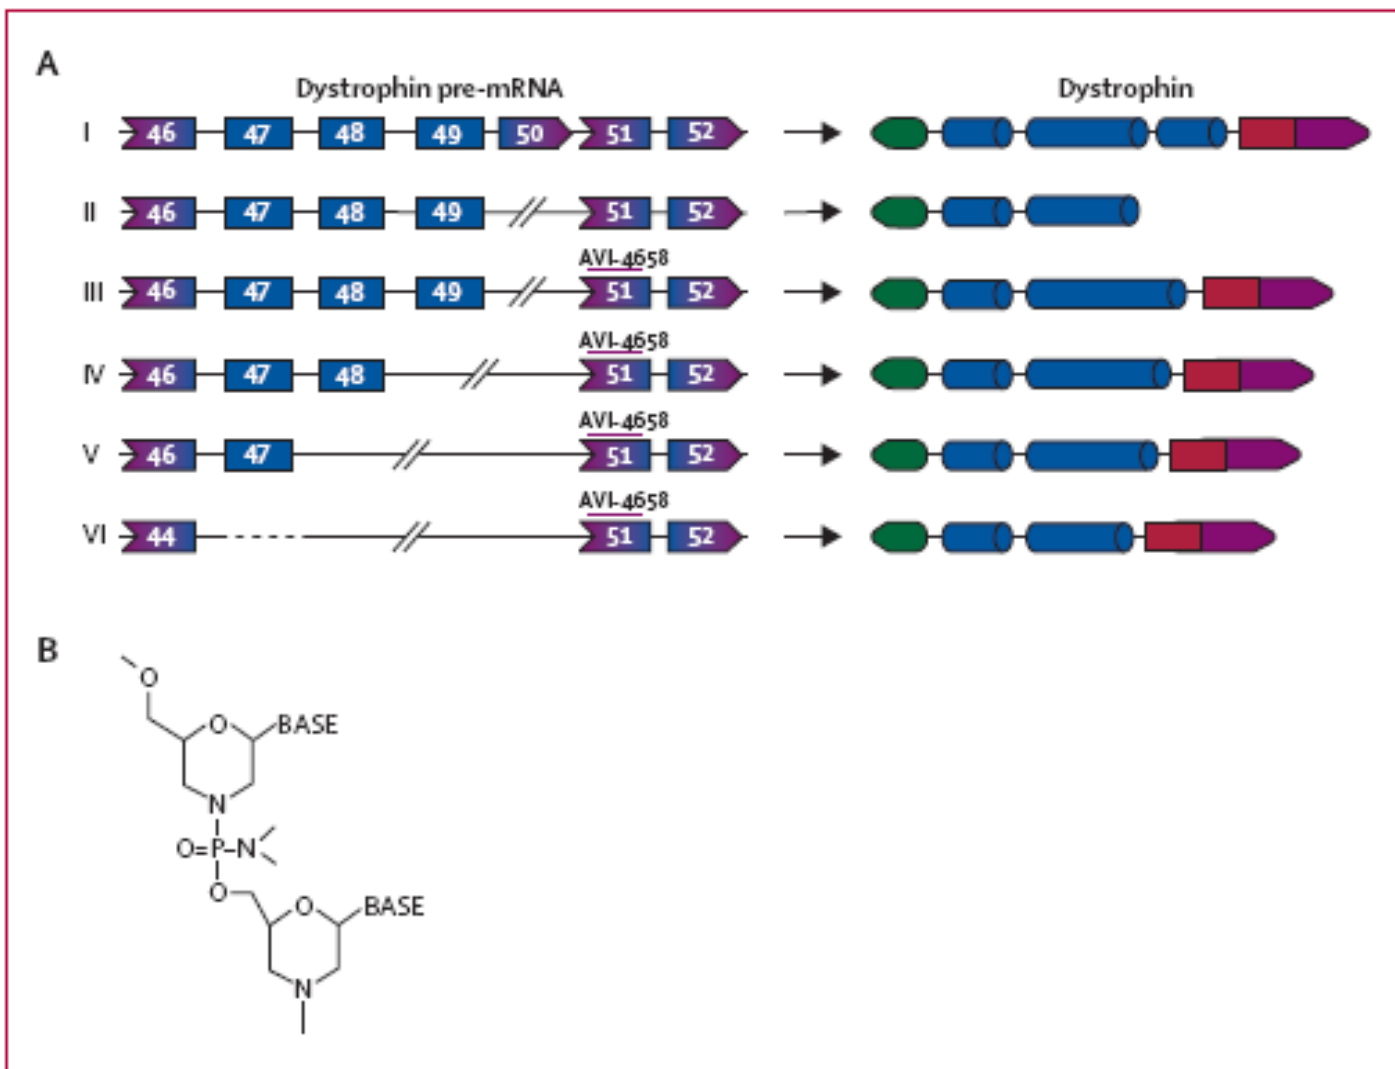 A
Dystrophin pre-mRNA Dystrophin
I 46 47 48 49 50 51 52
II 46 47 48 49 51 52
AVI-4658
III 46 47 48 49 51 52
AVI-4658
IV 46 47 48 51 52
AVI-4658
V 46 47 51 52
AVI-4658
VI 44 51 52
B
O
O BASE
N
O=P-N
O
O BASE
N